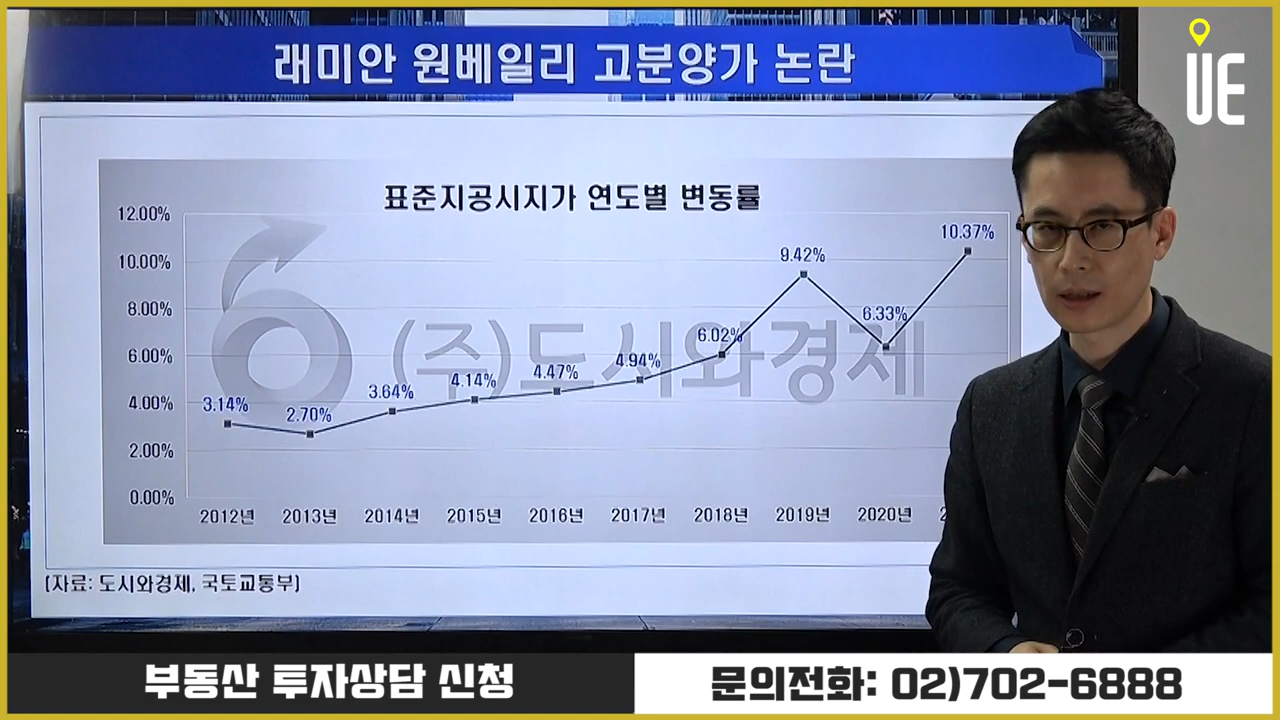 래미안 원베일리 고분양가 논란
UE
표준지공시지가 연도별 변동률
12.00%
10.00%
8.00%
6.00%
4.00%
2.00%
0.00%
3.14%
2.70%
3.64%
4.14%
4.47%
4.94%
6.02%
9.42%
6.33%
10.37%
(주)도시와경제
2012년 2013년 2014년 2015년 2016년 2017년 2018년 2019년 2020년
(자료: 도시와경제, 국토교통부)
부동산 투자상담 신청
문의전화: 02)702-6888